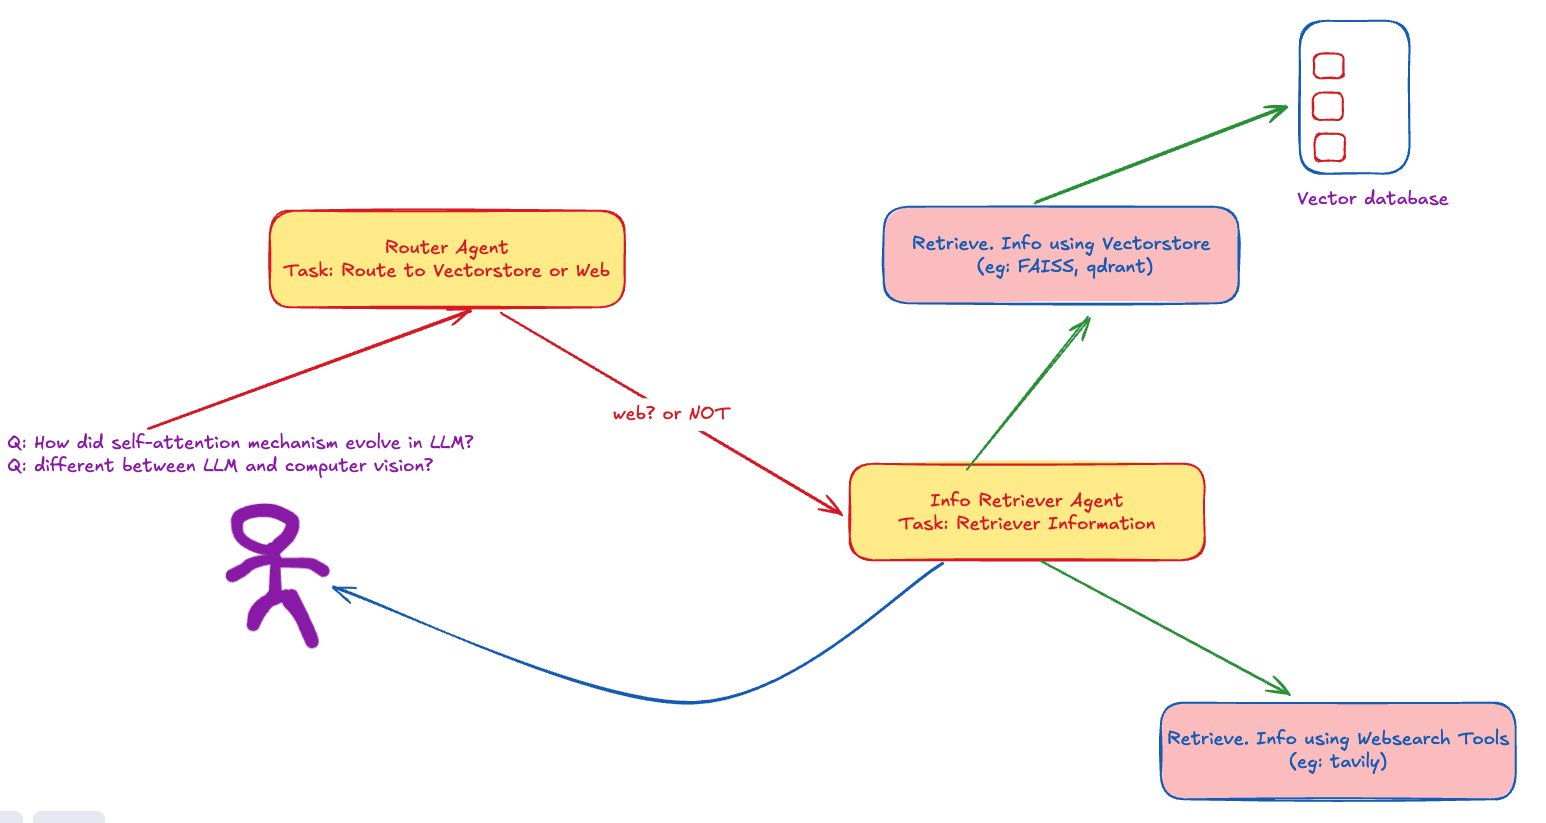 Vector database
Router Agent
Task: Route to Vectorstore or Web
Retrieve. Info using Vectorstore
(eg: FAISS, qdrant)
web? or NOT
Q: How did self-attention mechanism evolve in LLM?
Q: different between LLM and computer vision?
Info Retriever Agent
Task: Retriever Information
Retrieve. Info using Websearch Tools
(eg: tavily)